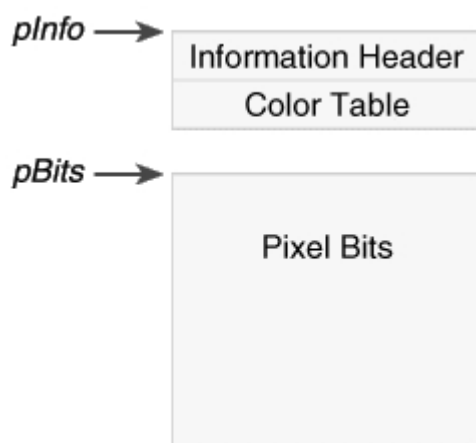 pInfo
Information Header
Color Table
pBits
Pixel Bits